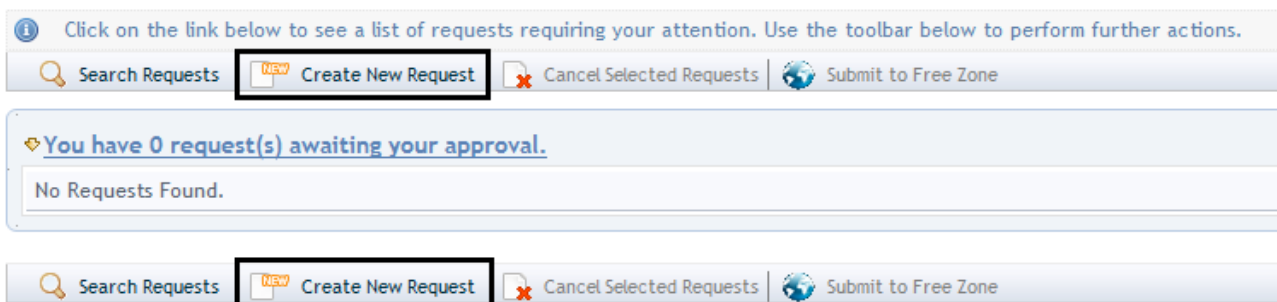 Click on the link below to see a list of requests requiring your attention. Use the toolbar below to perform further actions.
Search Requests NEW Create New Request Cancel Selected Requests Submit to Free Zone
You have 0 request(s) awaiting your approval.
No Requests Found.
Search Requests NEW Create New Request Cancel Selected Requests Submit to Free Zone